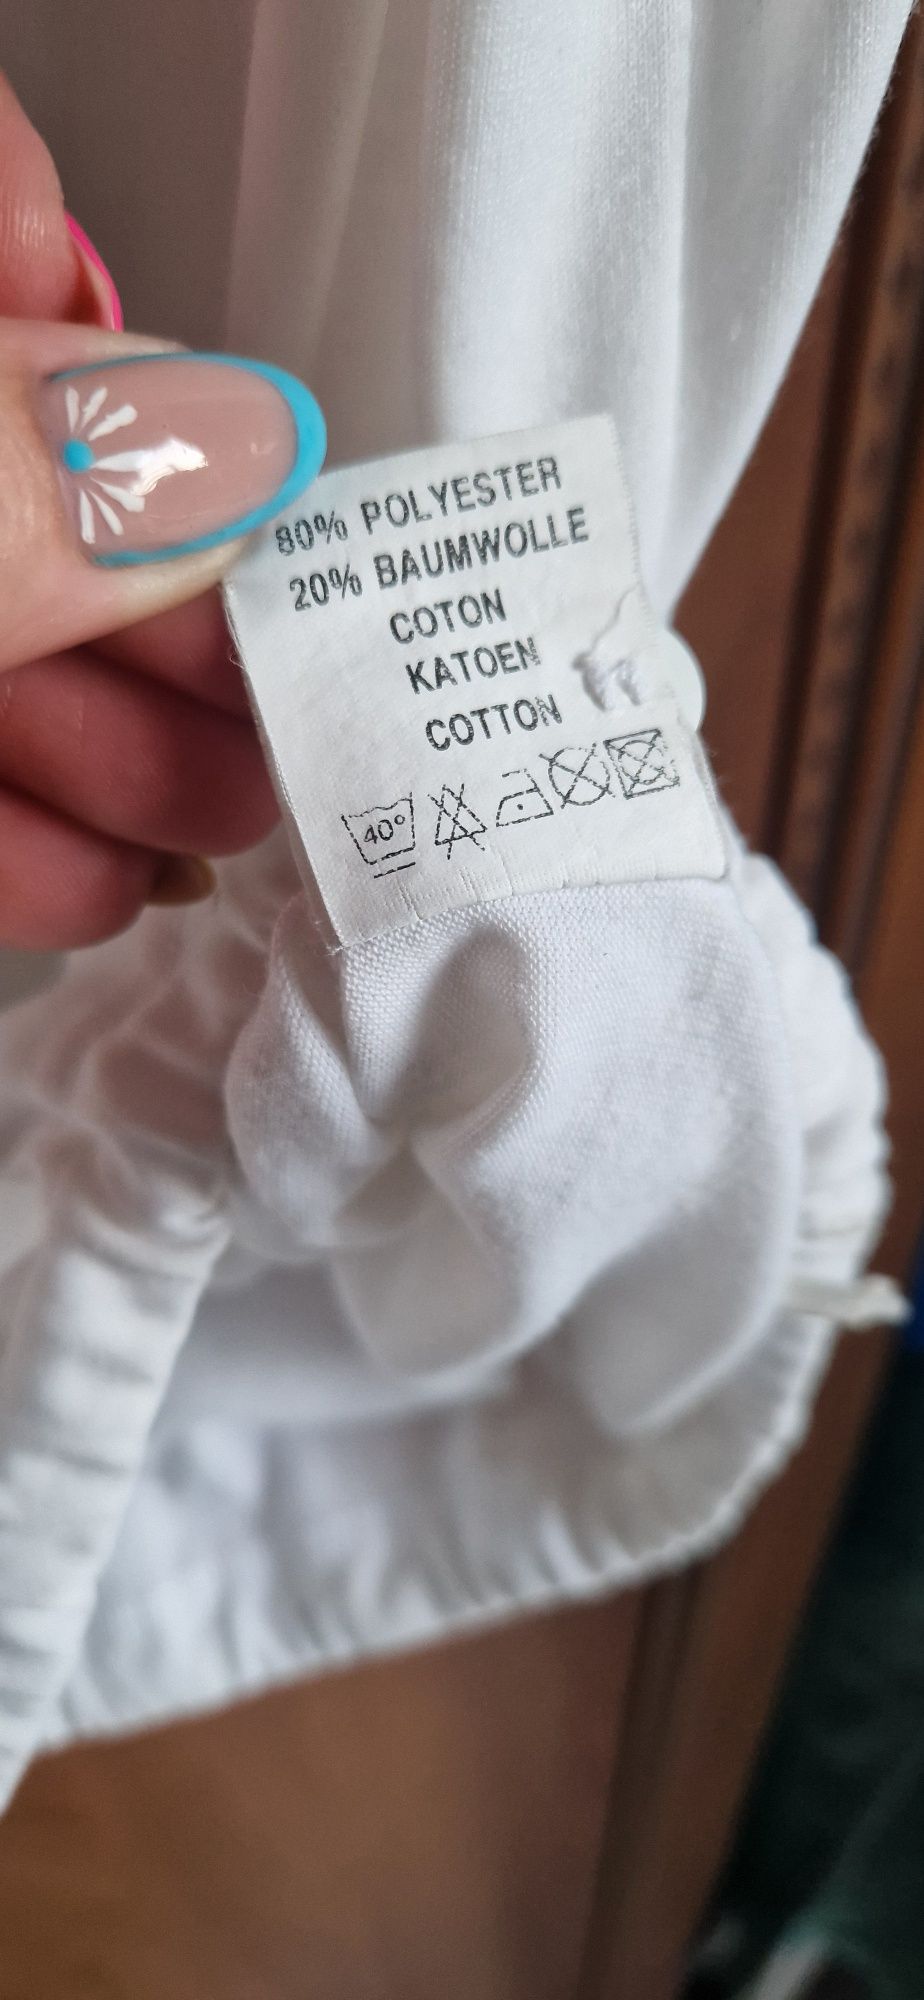 80% POLYESTER
20% BAUMWOLLE
COTON
KATOEN
COTTON
40°